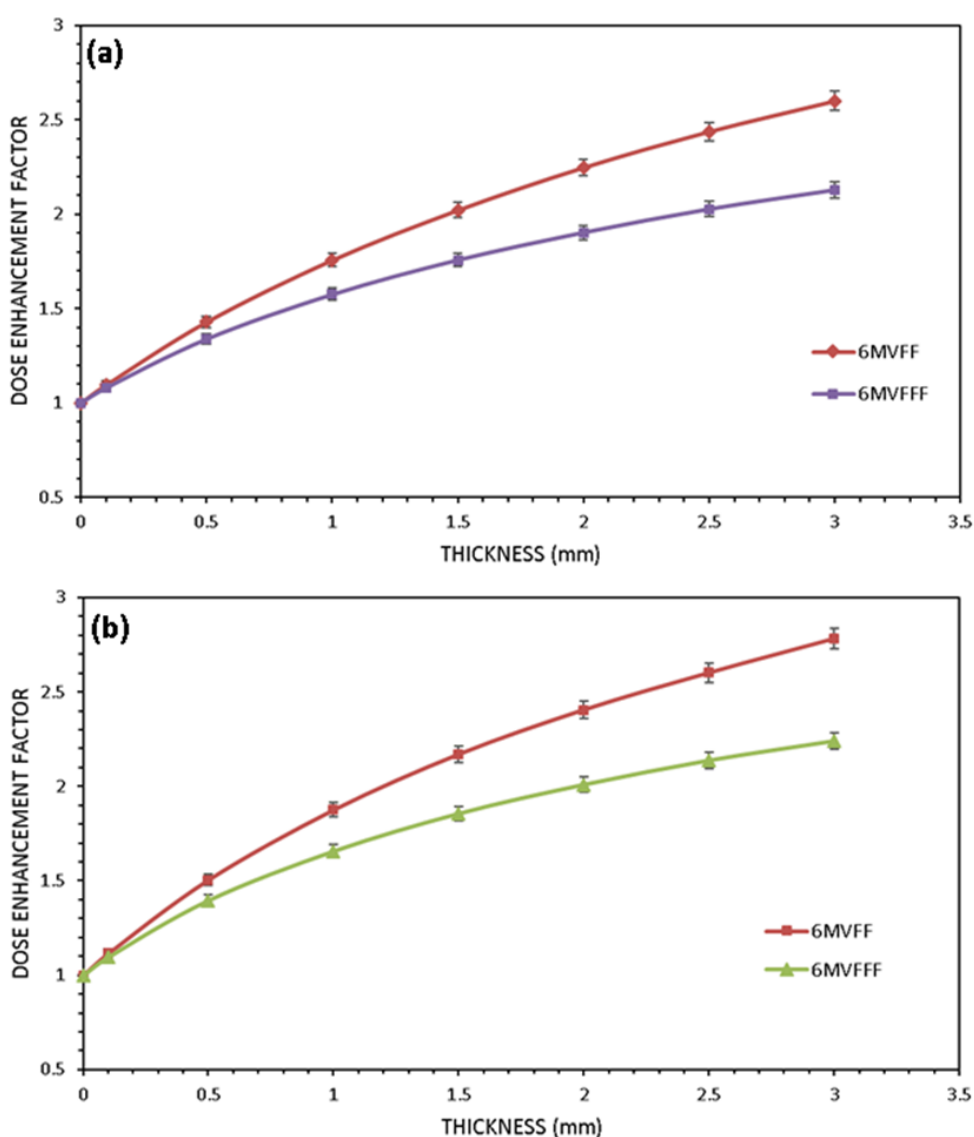 (a)
DOSE ENHANCEMENT FACTOR
3
2.5
2
1.5
1
0.5
0 0.5 1 1.5 2 2.5 3 3.5
THICKNESS (mm)
6MVFF
6MVFFF
(b)
DOSE ENHANCEMENT FACTOR
3
2.5
2
1.5
1
0.5
0 0.5 1 1.5 2 2.5 3 3.5
THICKNESS (mm)
6MVFF
6MVFFF